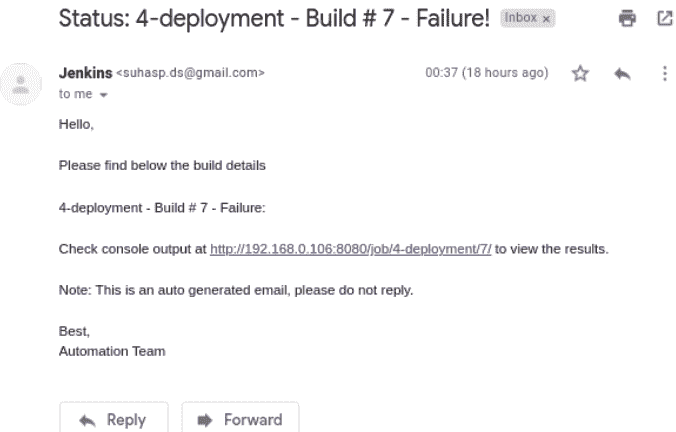 Status: 4-deployment - Build # 7 - Failure! Inbox ×
Jenkins <suhasp.ds@gmail.com> 00:37 (18 hours ago)
to me
Hello,
Please find below the build details
4-deployment - Build # 7 - Failure:
Check console output at http://192.168.0.106:8080/job/4-deployment/7/ to view the results.
Note: This is an auto generated email, please do not reply.
Best,
Automation Team
Reply Forward